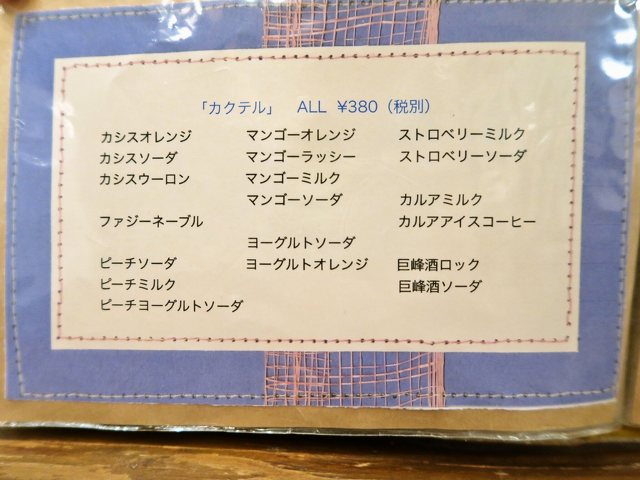 「カクテル」 ALL ¥380（税別）
カシスオレンジ
カシスソーダ
カシスウーロン
ファジーネーブル
ピーチソーダ
ピーチミルク
ピーチヨーグルトソーダ
マンゴーオレンジ
マンゴーラッシー
マンゴーミルク
マンゴーソーダ
ヨーグルトソーダ
ヨーグルトオレンジ
ストロベリーミルク
ストロベリーソーダ
カルアミルク
カルアアイスコーヒー
巨峰酒ロック
巨峰酒ソーダ